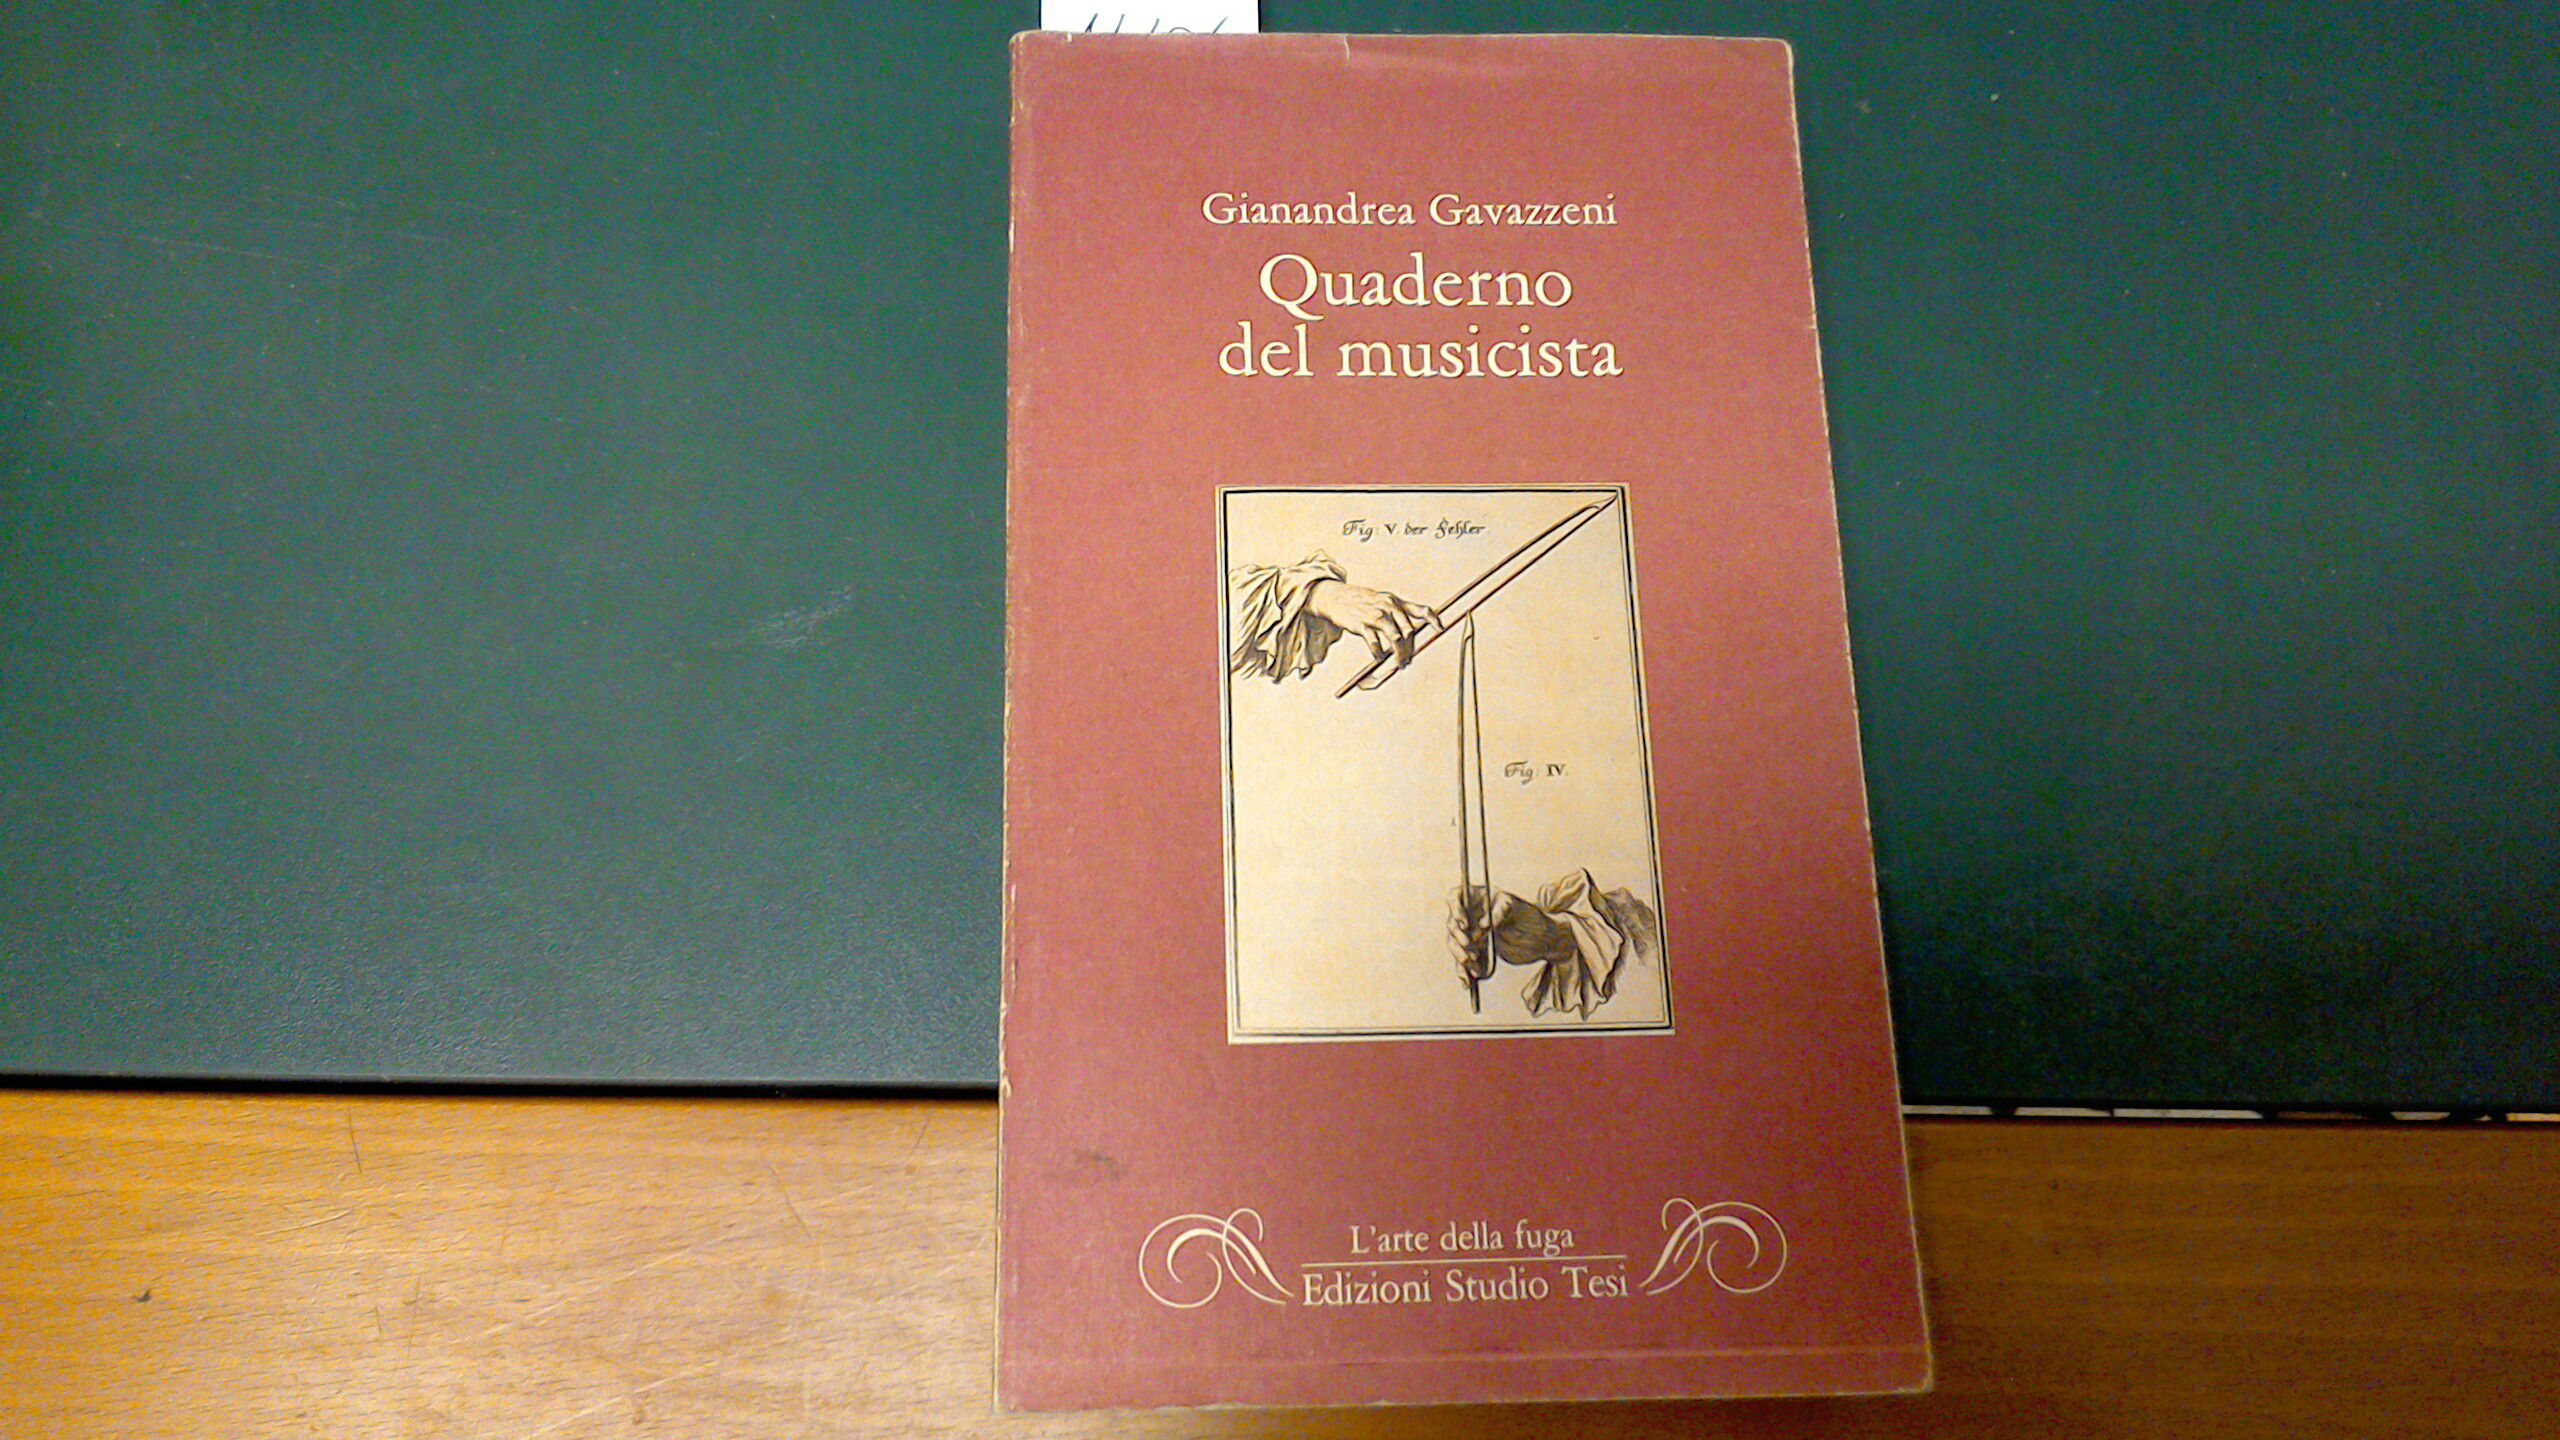 Gianandrea Gavazzeni
Quaderno
del musicista
Fig: V. der Fehler.
Fig: IV.
L'arte della fuga
Edizioni Studio Tesi